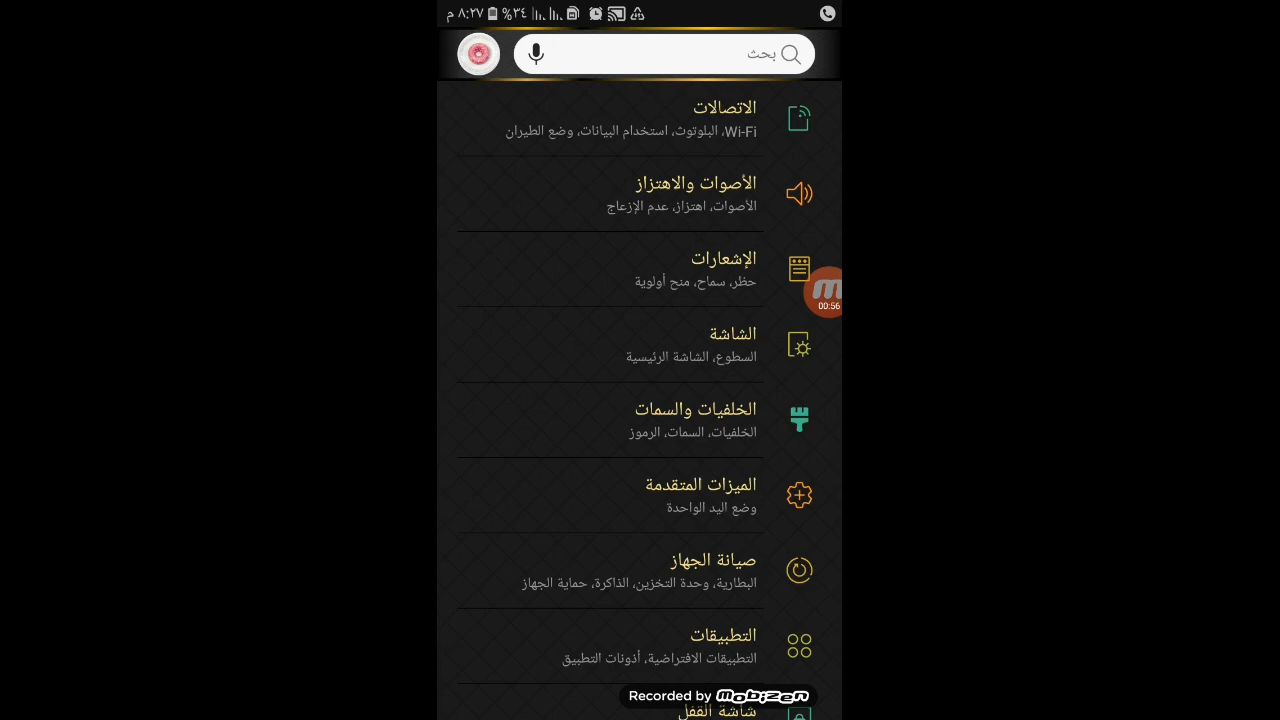 ٨:٢٧ م ٣٤%
بحث
الاتصالات
Wi-Fi، البلوتوث، استخدام البيانات، وضع الطيران
الأصوات والاهتزاز
الأصوات، اهتزاز، عدم الإزعاج
الإشعارات
حظر، سماح، منح أولوية
00:56
الشاشة
السطوع، الشاشة الرئيسية
الخلفيات والسمات
الخلفيات، السمات، الرموز
الميزات المتقدمة
وضع اليد الواحدة
صيانة الجهاز
البطارية، وحدة التخزين، الذاكرة، حماية الجهاز
التطبيقات
التطبيقات الافتراضية، أذونات التطبيق
Recorded by Mobizen
شاشة القفل